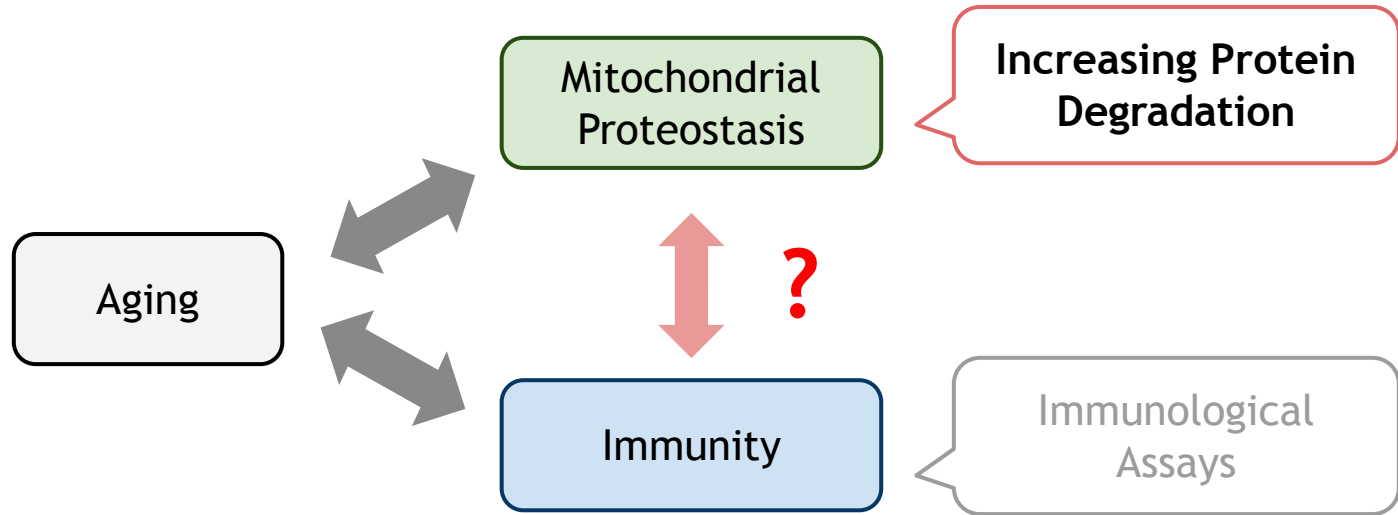 Mitochondrial
Proteostasis
Increasing Protein
Degradation
Aging
?
Immunity
Immunological
Assays